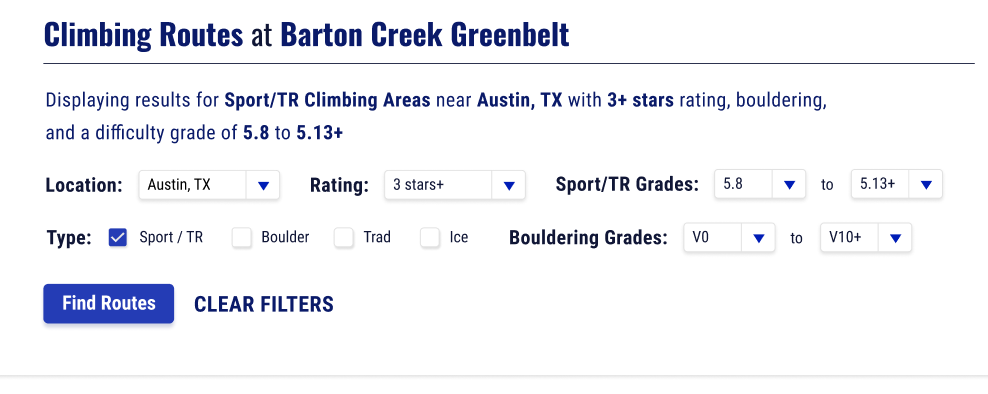 Climbing Routes at Barton Creek Greenbelt
Displaying results for Sport/TR Climbing Areas near Austin, TX with 3+ stars rating, bouldering,
and a difficulty grade of 5.8 to 5.13+
Location: Austin, TX Rating: 3 stars+ Sport/TR Grades: 5.8 to 5.13+
Type: Sport / TR Boulder Trad Ice Bouldering Grades: V0 to V10+
Find Routes CLEAR FILTERS